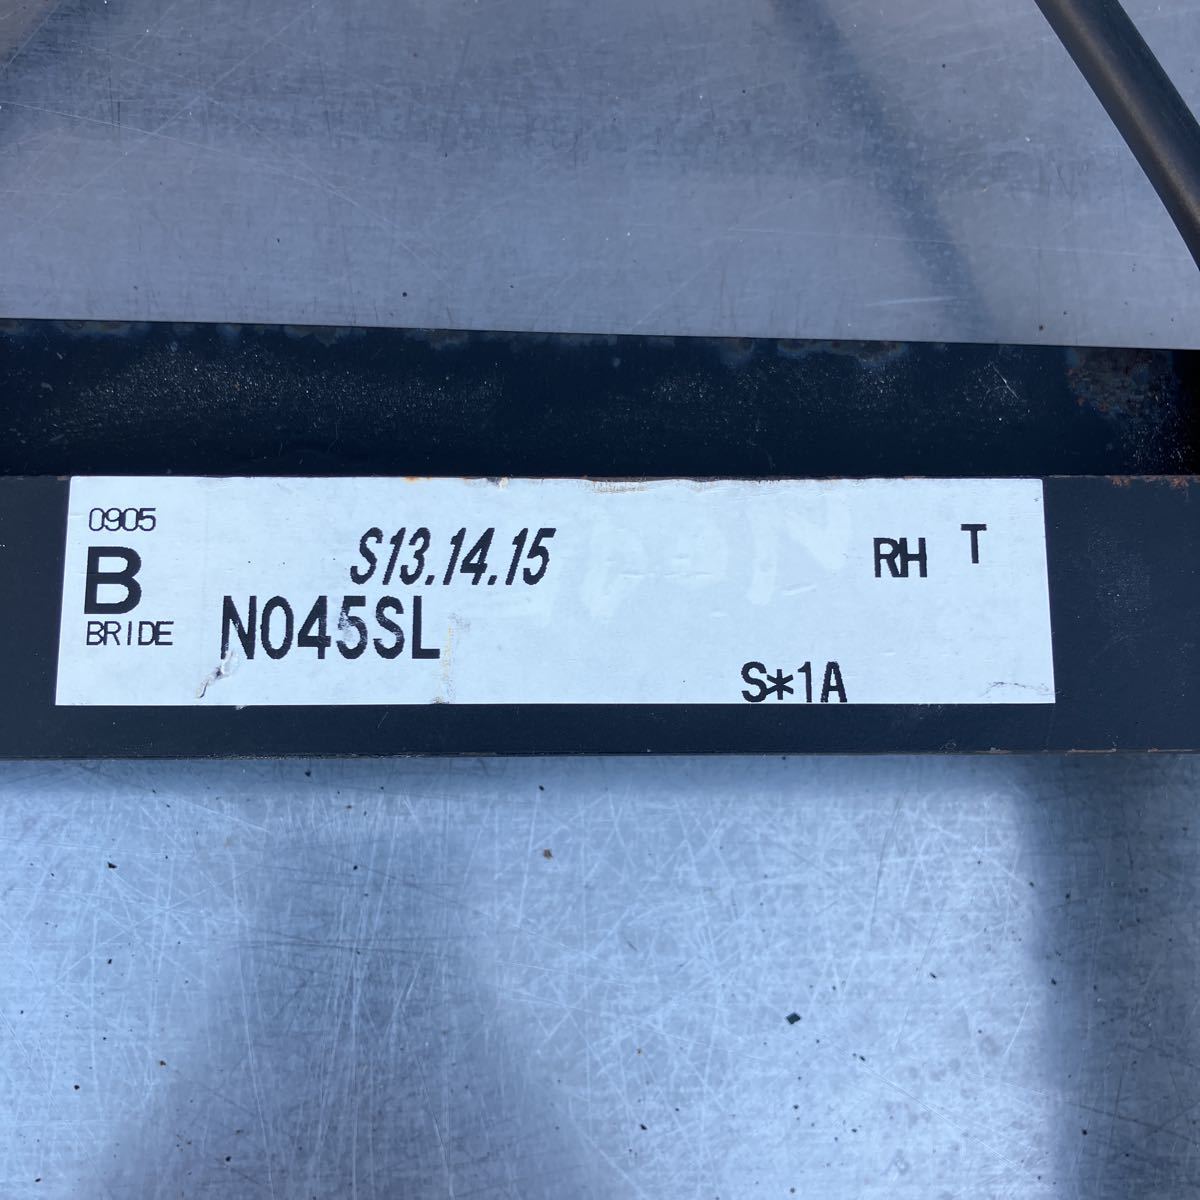 0905
S13.14.15
RH T
B
BRIDE
N045SL
S*1A